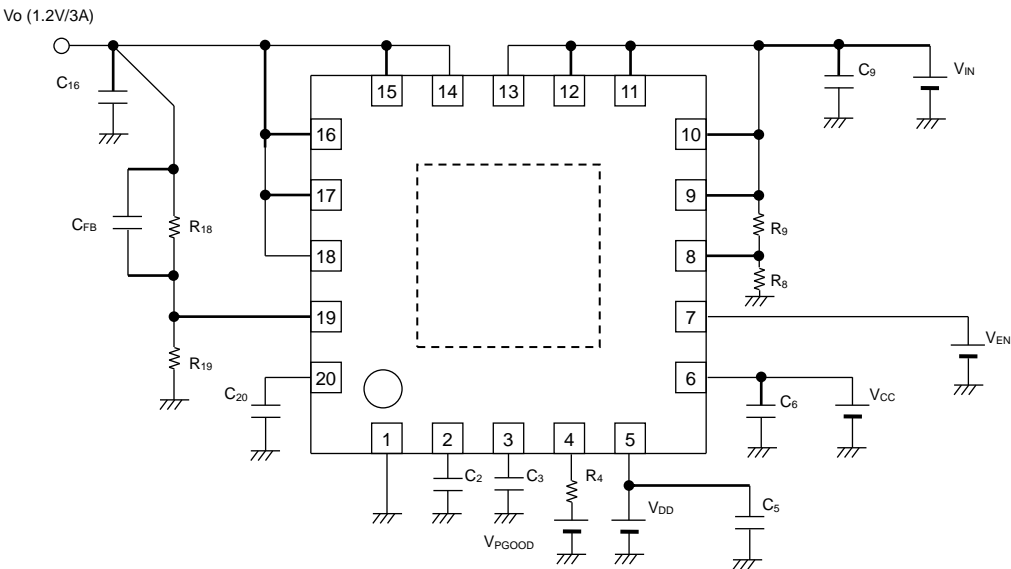 Vo (1.2V/3A)
C16
15
14
13
12
11
C9
VIN
16
10
17
9
CFB
R18
R9
18
8
R8
19
7
VEN
R19
20
6
C20
C6
VCC
1
2
3
4
5
C2
C3
R4
VDD
C5
VPGOOD